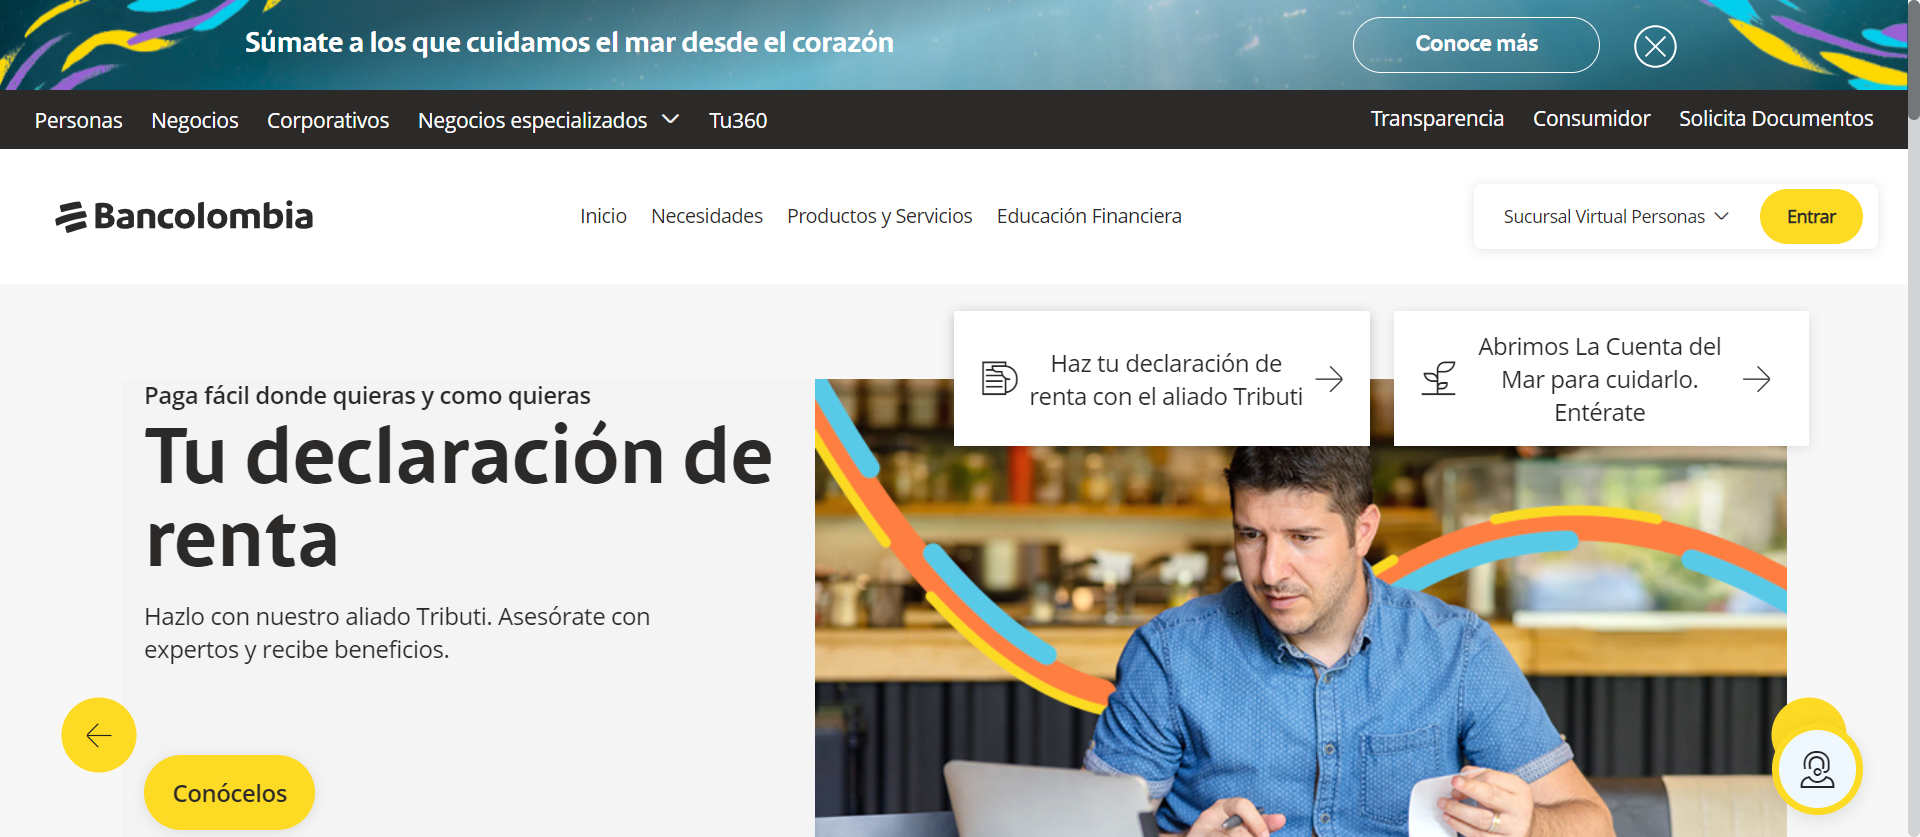 Súmate a los que cuidamos el mar desde el corazón
Conoce más
Personas
Negocios
Corporativos
Negocios especializados
Tu360
Transparencia
Consumidor
Solicita Documentos
Bancolombia
Inicio
Necesidades
Productos y Servicios
Educación Financiera
Sucursal Virtual Personas
Entrar
Haz tu declaración de
renta con el aliado Tributi
Abrimos La Cuenta del
Mar para cuidarlo.
Entérate
Paga fácil donde quieras y como quieras
Tu declaración de
renta
Hazlo con nuestro aliado Tributi. Asesórate con
expertos y recibe beneficios.
Conócelos